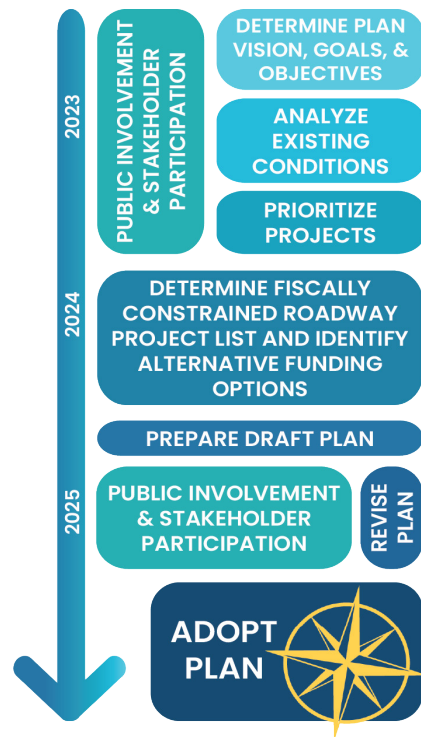 2023
PUBLIC INVOLVEMENT
& STAKEHOLDER
PARTICIPATION
DETERMINE PLAN
VISION, GOALS, &
OBJECTIVES
ANALYZE
EXISTING
CONDITIONS
PRIORITIZE
PROJECTS
2024
DETERMINE FISCALLY
CONSTRAINED ROADWAY
PROJECT LIST AND IDENTIFY
ALTERNATIVE FUNDING
OPTIONS
PREPARE DRAFT PLAN
2025
PUBLIC INVOLVEMENT
& STAKEHOLDER
PARTICIPATION
REVISE
PLAN
ADOPT
PLAN